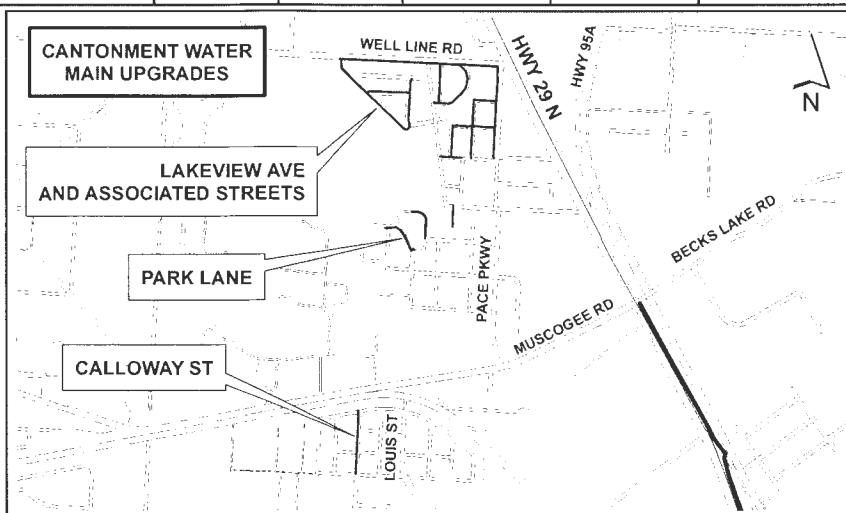 CANTONMENT WATER
MAIN UPGRADES
WELL LINE RD
HWY 29 N
HWY 95A
N
LAKEVIEW AVE
AND ASSOCIATED STREETS
PARK LANE
PACE PKWY
BECKS LAKE RD
MUSCOGEE RD
CALLOWAY ST
LOUIS ST